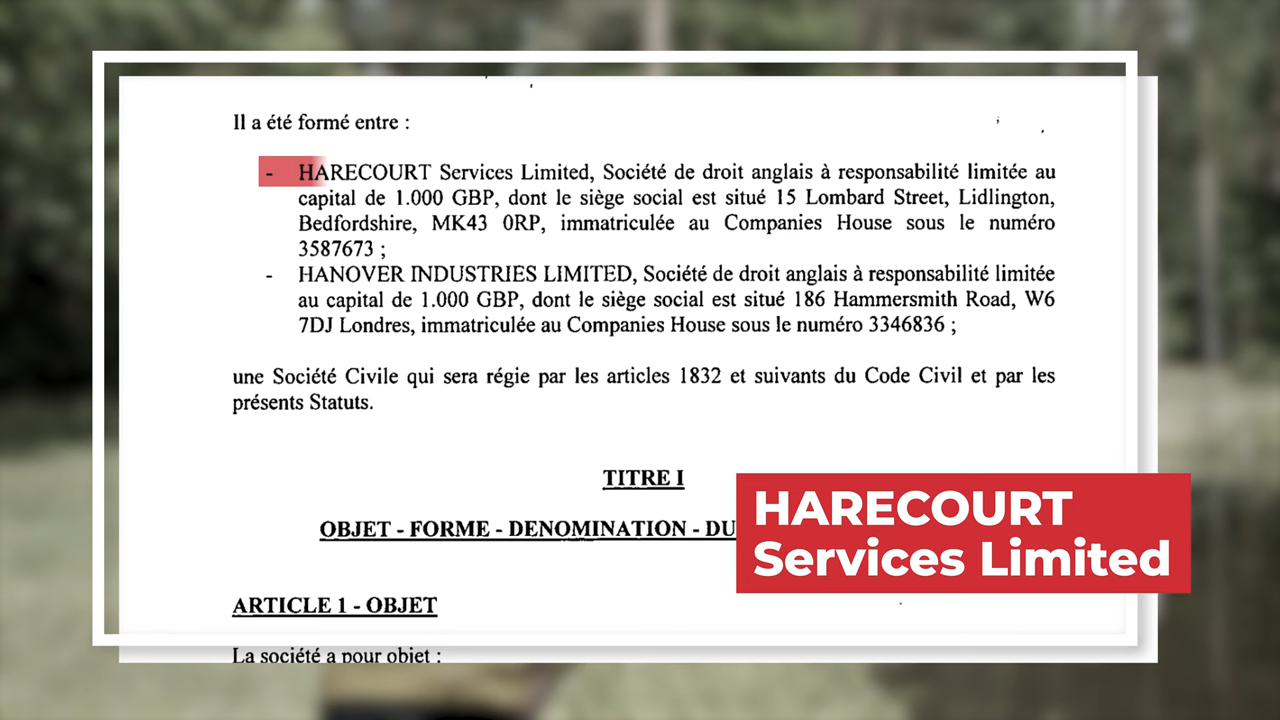 Il a été formé entre :
- HARECOURT Services Limited, Société de droit anglais à responsabilité limitée au
capital de 1.000 GBP, dont le siège social est situé 15 Lombard Street, Lidlington,
Bedfordshire, MK43 0RP, immatriculée au Companies House sous le numéro
3587673 ;
- HANOVER INDUSTRIES LIMITED, Société de droit anglais à responsabilité limitée
au capital de 1.000 GBP, dont le siège social est situé 186 Hammersmith Road, W6
7DJ Londres, immatriculée au Companies House sous le numéro 3346836 ;
une Société Civile qui sera régie par les articles 1832 et suivants du Code Civil et par les
présents Statuts.
TITRE I
OBJET - FORME - DENOMINATION - DU
HARECOURT
Services Limited
ARTICLE 1 - OBJET
La société a pour objet :